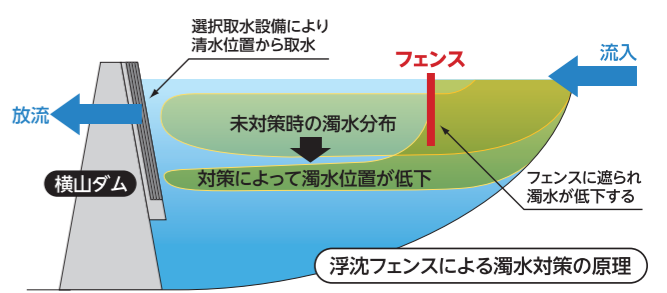 選択取水設備により
清水位置から取水
フェンス
流入
放流
未対策時の濁水分布
横山ダム
対策によって濁水位置が低下
フェンスに遮られ
濁水が低下する
浮沈フェンスによる濁水対策の原理